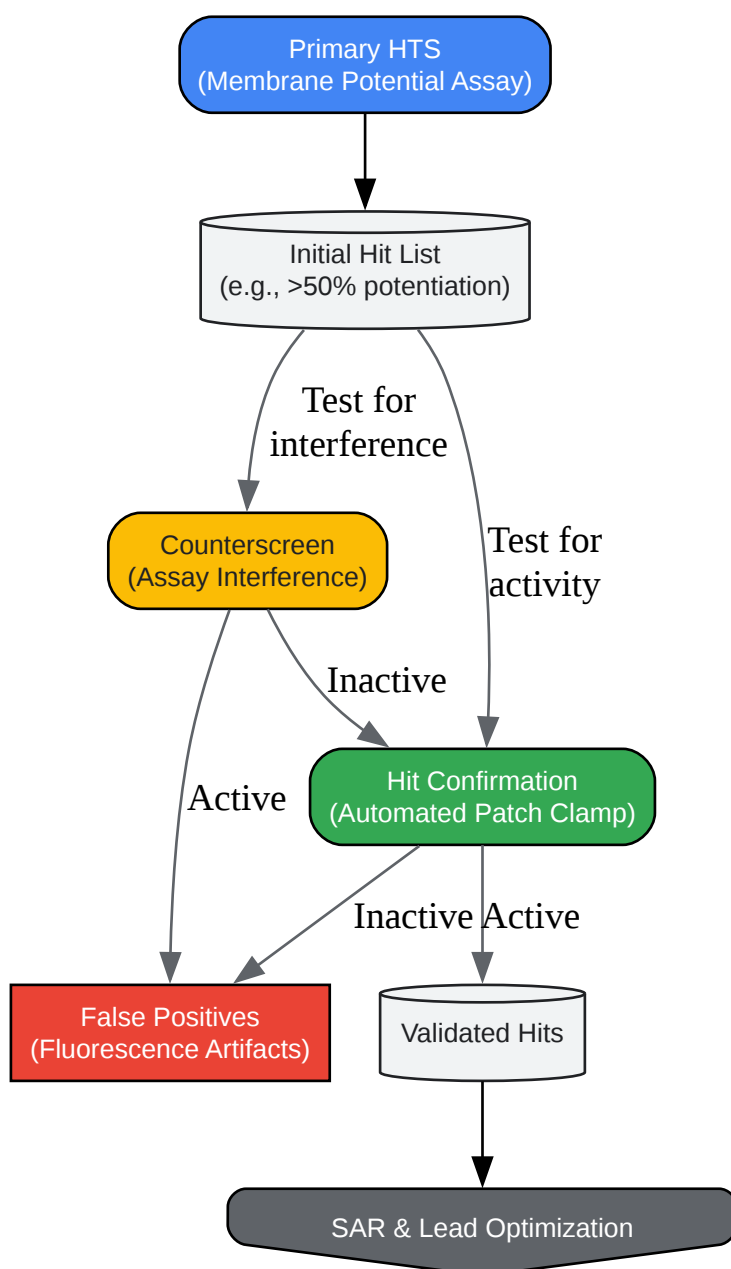 Primary HTS
(Membrane Potential Assay)
Initial Hit List
(e.g., >50% potentiation)
Test for
interference
Test for
activity
Counterscreen
(Assay Interference)
Inactive
Active
Hit Confirmation
(Automated Patch Clamp)
Inactive
Active
False Positives
(Fluorescence Artifacts)
Validated Hits
SAR & Lead Optimization